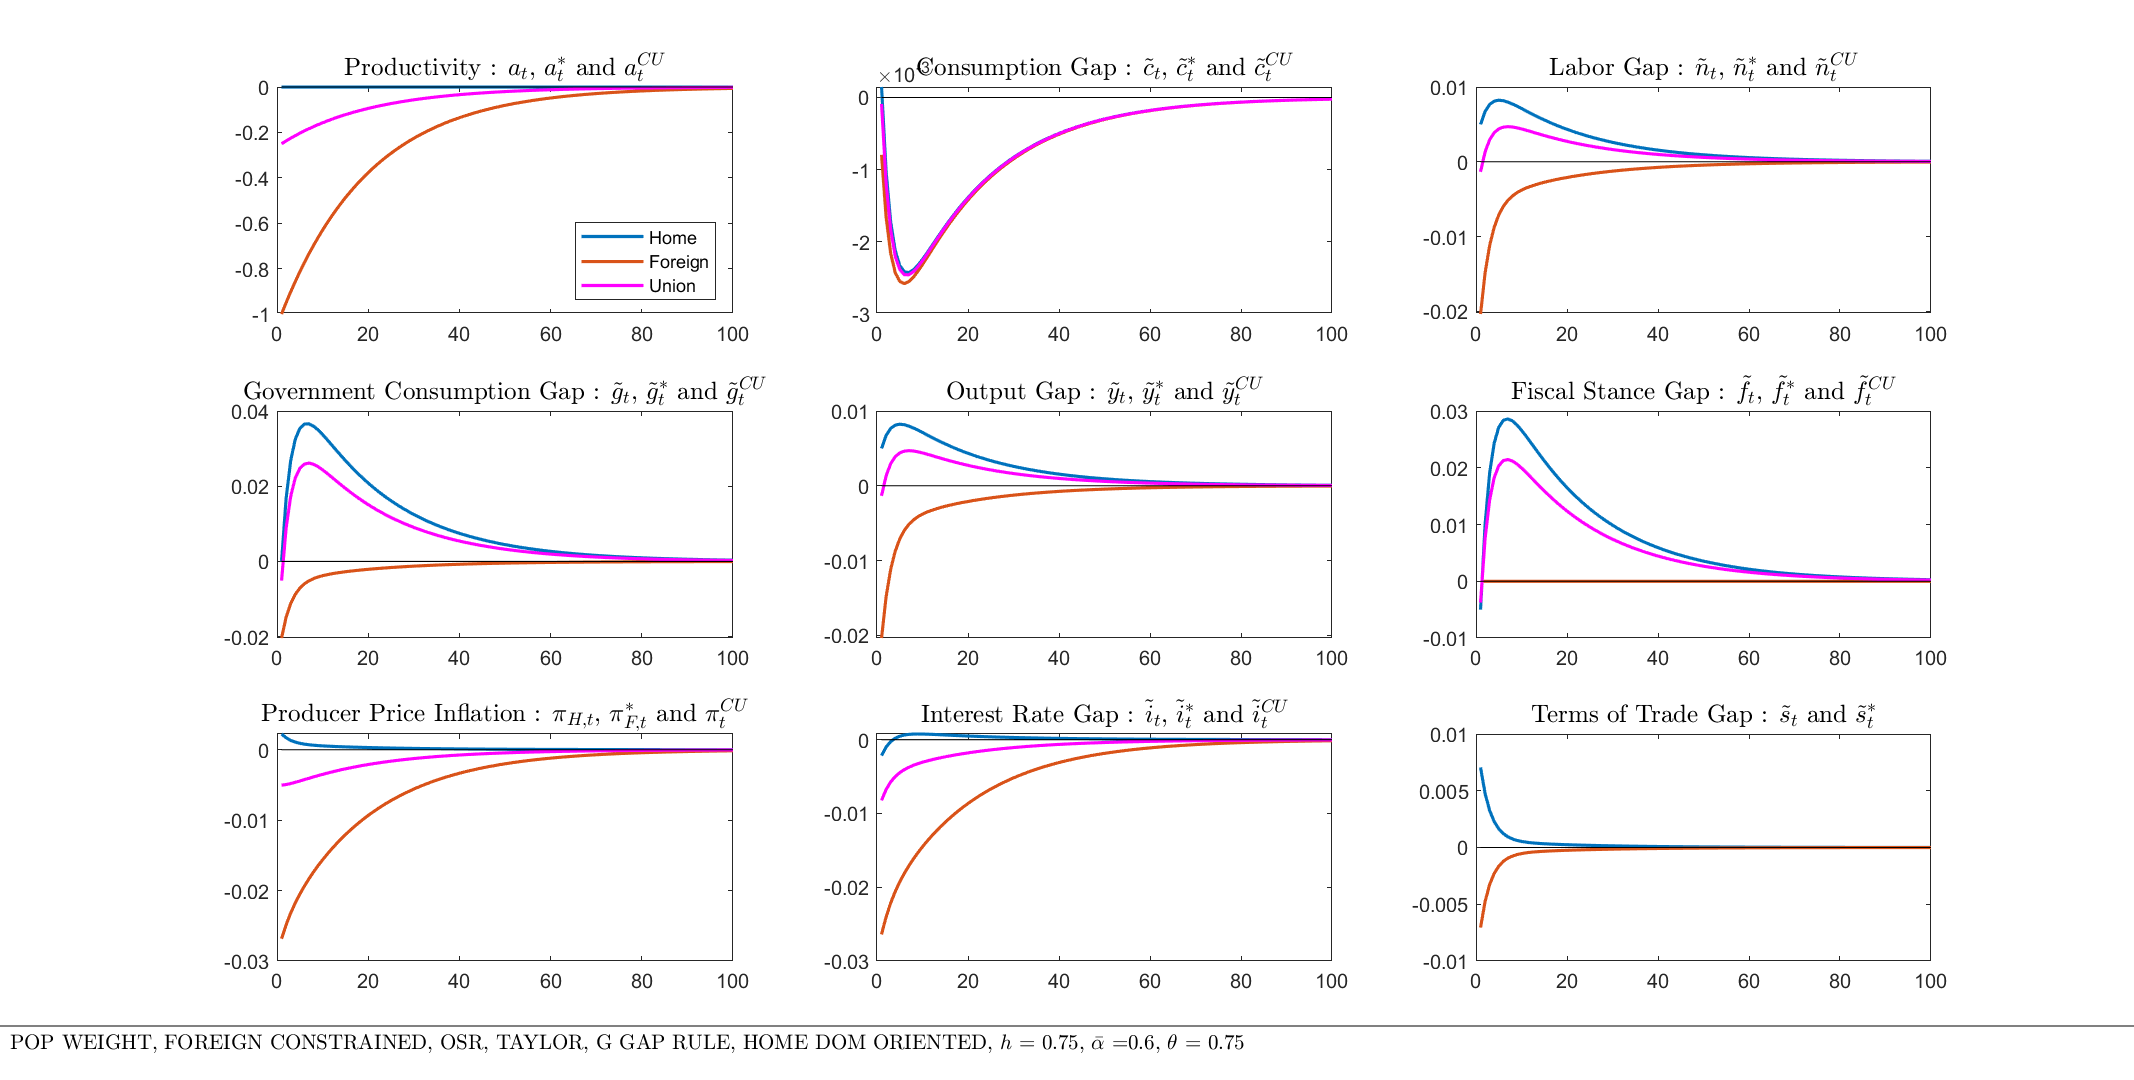 Productivity : a_t, a_t^* and a_t^{CU}
0
-0.2
-0.4
-0.6
-0.8
-1
0 20 40 60 80 100
Home
Foreign
Union
Consumption Gap : c̃_t, c̃_t^* and c̃_t^{CU}
0
-1
-2
-3
0 20 40 60 80 100
Labor Gap : ñ_t, ñ_t^* and ñ_t^{CU}
0.01
0
-0.01
-0.02
0 20 40 60 80 100
Government Consumption Gap : g̃_t, g̃_t^* and g̃_t^{CU}
0.04
0.02
0
-0.02
0 20 40 60 80 100
Output Gap : ỹ_t, ỹ_t^* and ỹ_t^{CU}
0.01
0
-0.01
-0.02
0 20 40 60 80 100
Fiscal Stance Gap : f̃_t, f̃_t^* and f̃_t^{CU}
0.03
0.02
0.01
0
-0.01
0 20 40 60 80 100
Producer Price Inflation : π_{H,t}, π_{F,t}^* and π_t^{CU}
0
-0.01
-0.02
-0.03
0 20 40 60 80 100
Interest Rate Gap : ĩ_t, ĩ_t^* and ĩ_t^{CU}
0
-0.01
-0.02
-0.03
0 20 40 60 80 100
Terms of Trade Gap : s̃_t and s̃_t^*
0.01
0.005
0
-0.005
-0.01
0 20 40 60 80 100
POP WEIGHT, FOREIGN CONSTRAINED, OSR, TAYLOR, G GAP RULE, HOME DOM ORIENTED, h = 0.75, ᾱ =0.6, θ = 0.75